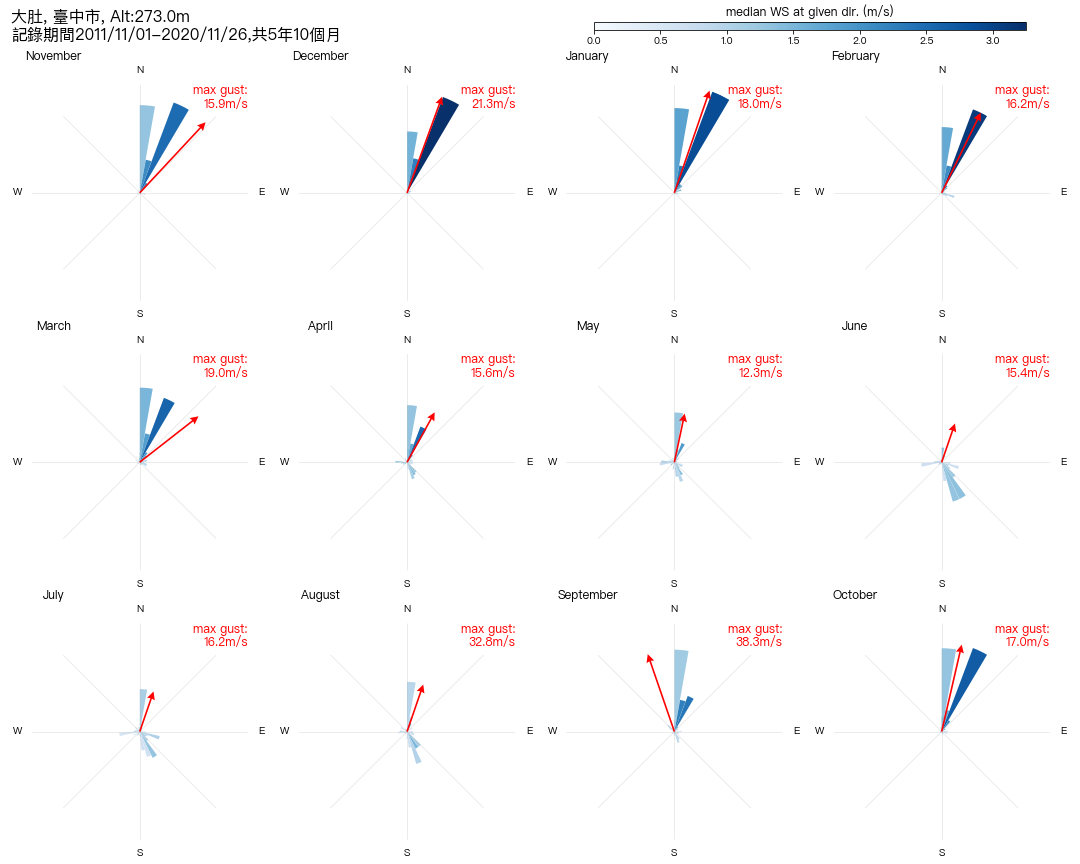 大肚, 臺中市, Alt:273.0m
記錄期間2011/11/01–2020/11/26,共5年10個月
median WS at given dir. (m/s)
0.0 0.5 1.0 1.5 2.0 2.5 3.0
November
N
max gust:
15.9m/s
W E
S
December
N
max gust:
21.3m/s
W E
S
January
N
max gust:
18.0m/s
W E
S
February
N
max gust:
16.2m/s
W E
S
March
N
max gust:
19.0m/s
W E
S
April
N
max gust:
15.6m/s
W E
S
May
N
max gust:
12.3m/s
W E
S
June
N
max gust:
15.4m/s
W E
S
July
N
max gust:
16.2m/s
W E
S
August
N
max gust:
32.8m/s
W E
S
September
N
max gust:
38.3m/s
W E
S
October
N
max gust:
17.0m/s
W E
S